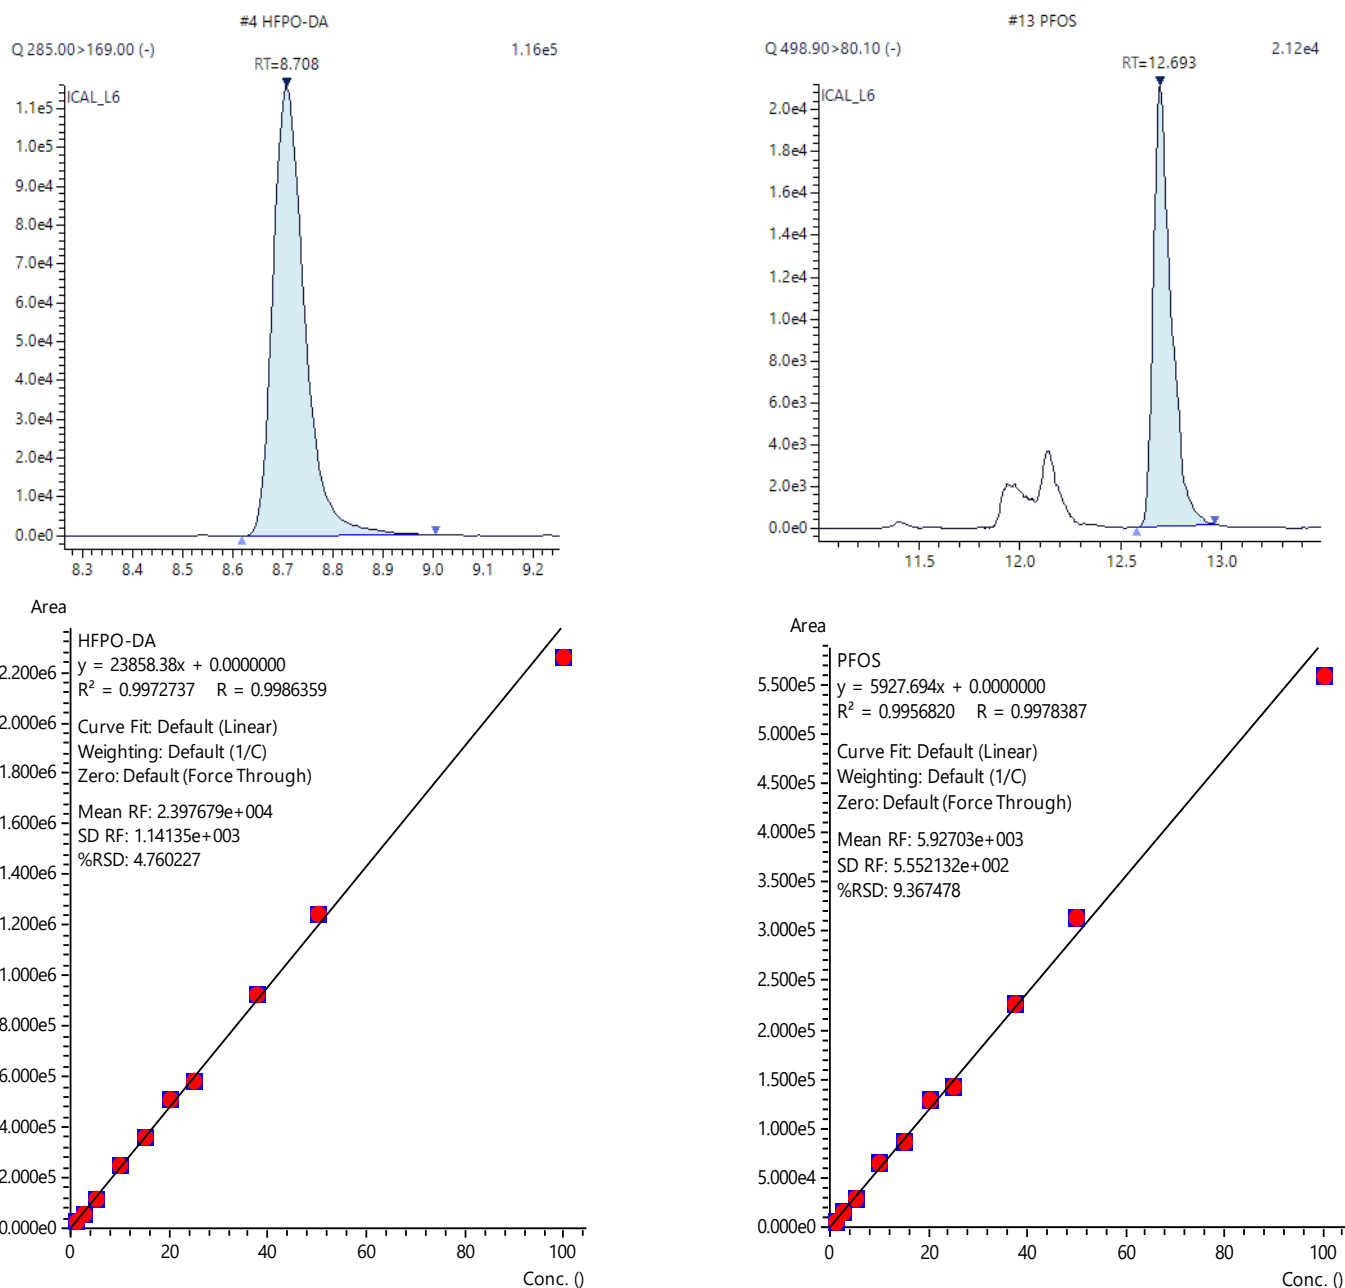 #4 HFPO-DA
Q 285.00>169.00 (-)
1.16e5
RT=8.708
ICAL_L6
1.1e5
1.0e5
9.0e4
8.0e4
7.0e4
6.0e4
5.0e4
4.0e4
3.0e4
2.0e4
1.0e4
0.0e0
8.3 8.4 8.5 8.6 8.7 8.8 8.9 9.0 9.1 9.2
#13 PFOS
Q 498.90>80.10 (-)
2.12e4
RT=12.693
ICAL_L6
2.0e4
1.8e4
1.6e4
1.4e4
1.2e4
1.0e4
8.0e3
6.0e3
4.0e3
2.0e3
0.0e0
11.5 12.0 12.5 13.0
Area
HFPO-DA
y = 23858.38x + 0.0000000
R² = 0.9972737 R = 0.9986359
Curve Fit: Default (Linear)
Weighting: Default (1/C)
Zero: Default (Force Through)
Mean RF: 2.397679e+004
SD RF: 1.14135e+003
%RSD: 4.760227
2.200e6
2.000e6
1.800e6
1.600e6
1.400e6
1.200e6
1.000e6
8.000e5
6.000e5
4.000e5
2.000e5
0.000e0
0 20 40 60 80 100
Conc. ()
Area
PFOS
y = 5927.694x + 0.0000000
R² = 0.9956820 R = 0.9978387
Curve Fit: Default (Linear)
Weighting: Default (1/C)
Zero: Default (Force Through)
Mean RF: 5.92703e+003
SD RF: 5.552132e+002
%RSD: 9.367478
5.500e5
5.000e5
4.500e5
4.000e5
3.500e5
3.000e5
2.500e5
2.000e5
1.500e5
1.000e5
5.000e4
0.000e0
0 20 40 60 80 100
Conc. ()